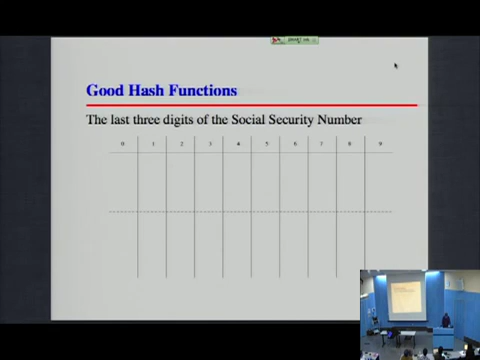 Good Hash Functions
The last three digits of the Social Security Number
0 1 2 3 4 5 6 7 8 9